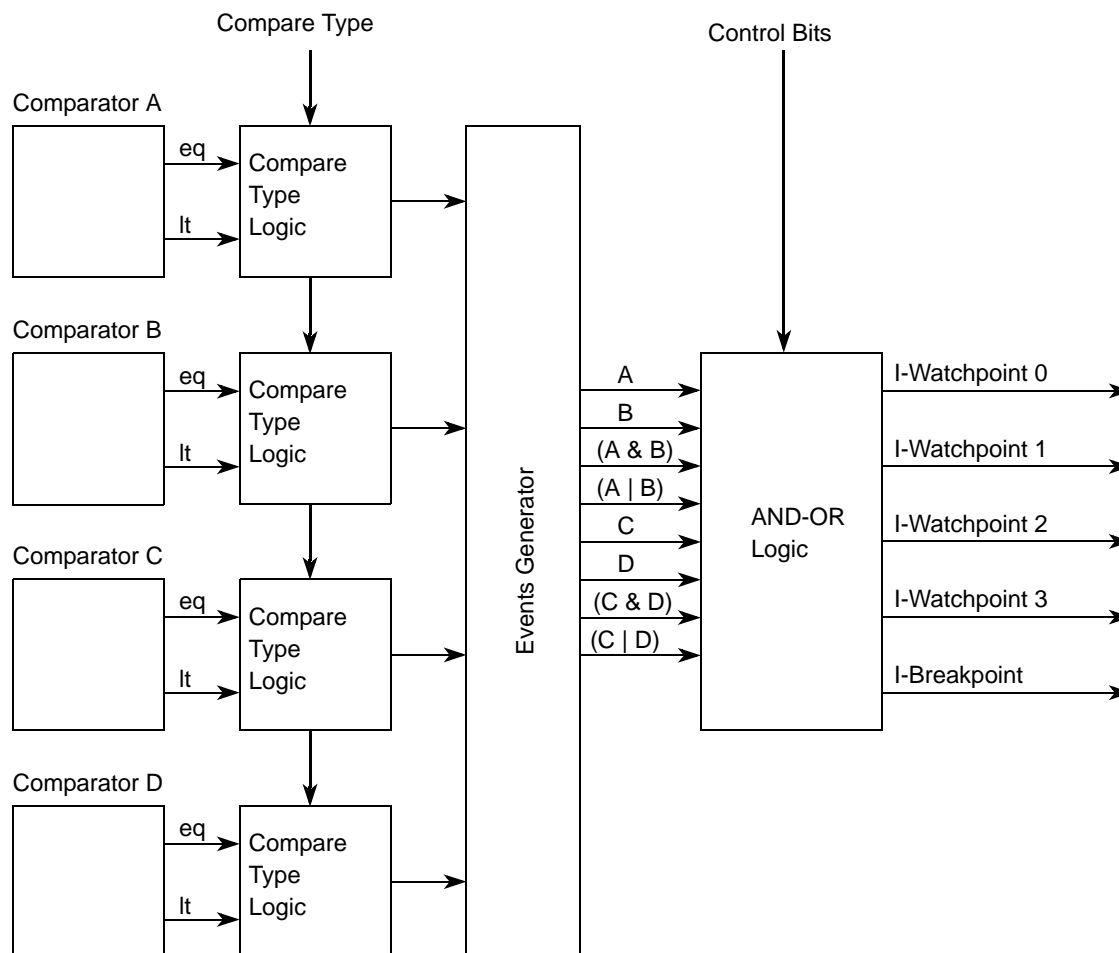 Compare Type
Control Bits
Comparator A
eq
lt
Compare
Type
Logic
Comparator B
eq
lt
Compare
Type
Logic
Comparator C
eq
lt
Compare
Type
Logic
Comparator D
eq
lt
Compare
Type
Logic
Events Generator
A
B
(A & B)
(A | B)
C
D
(C & D)
(C | D)
AND-OR
Logic
I-Watchpoint 0
I-Watchpoint 1
I-Watchpoint 2
I-Watchpoint 3
I-Breakpoint